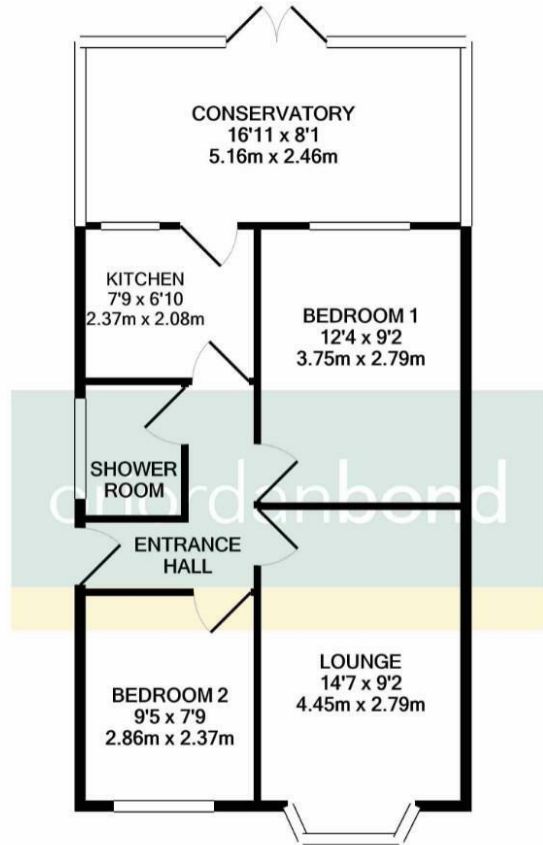 CONSERVATORY
16'11 x 8'1
5.16m x 2.46m
KITCHEN
7'9 x 6'10
2.37m x 2.08m
BEDROOM 1
12'4 x 9'2
3.75m x 2.79m
SHOWER
ROOM
oriordanbond
ENTRANCE
HALL
BEDROOM 2
9'5 x 7'9
2.86m x 2.37m
LOUNGE
14'7 x 9'2
4.45m x 2.79m